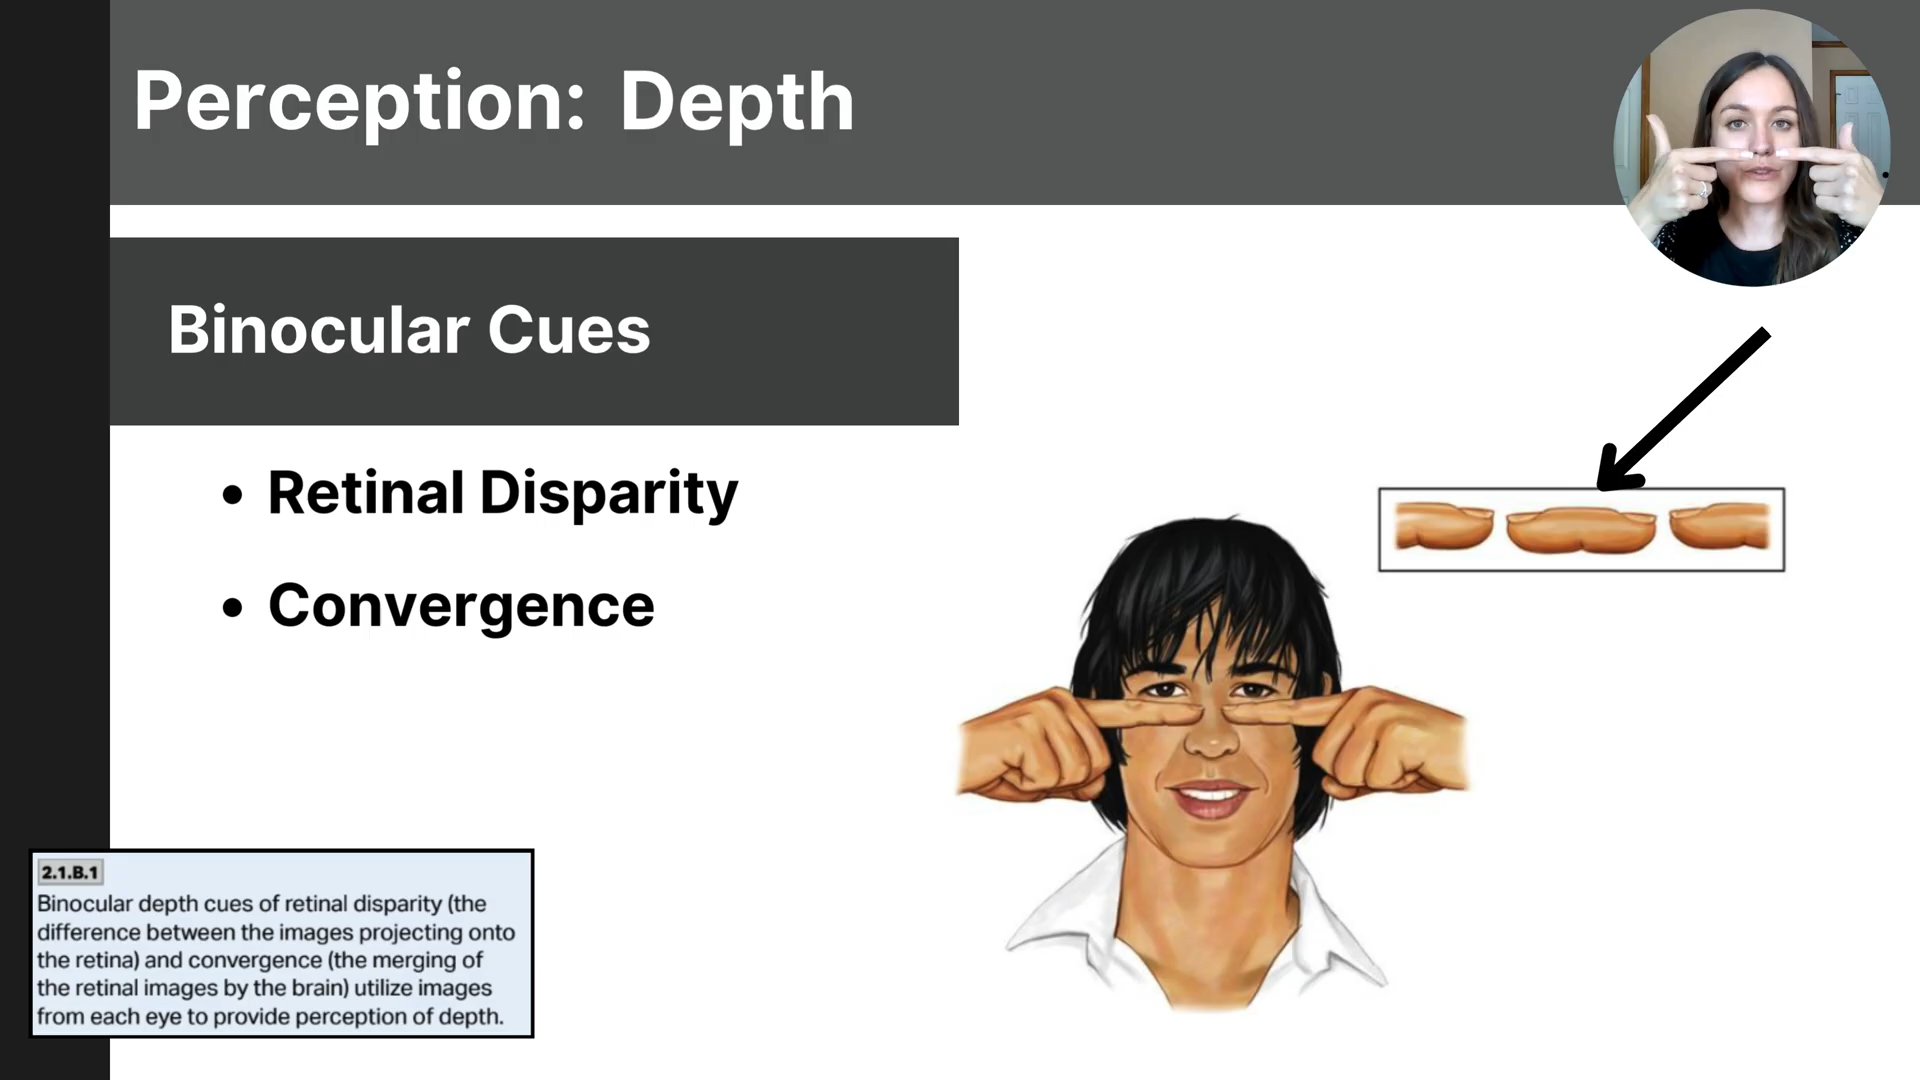 Perception: Depth
Binocular Cues
• Retinal Disparity
• Convergence
2.1.B.1
Binocular depth cues of retinal disparity (the
difference between the images projecting onto
the retina) and convergence (the merging of
the retinal images by the brain) utilize images
from each eye to provide perception of depth.